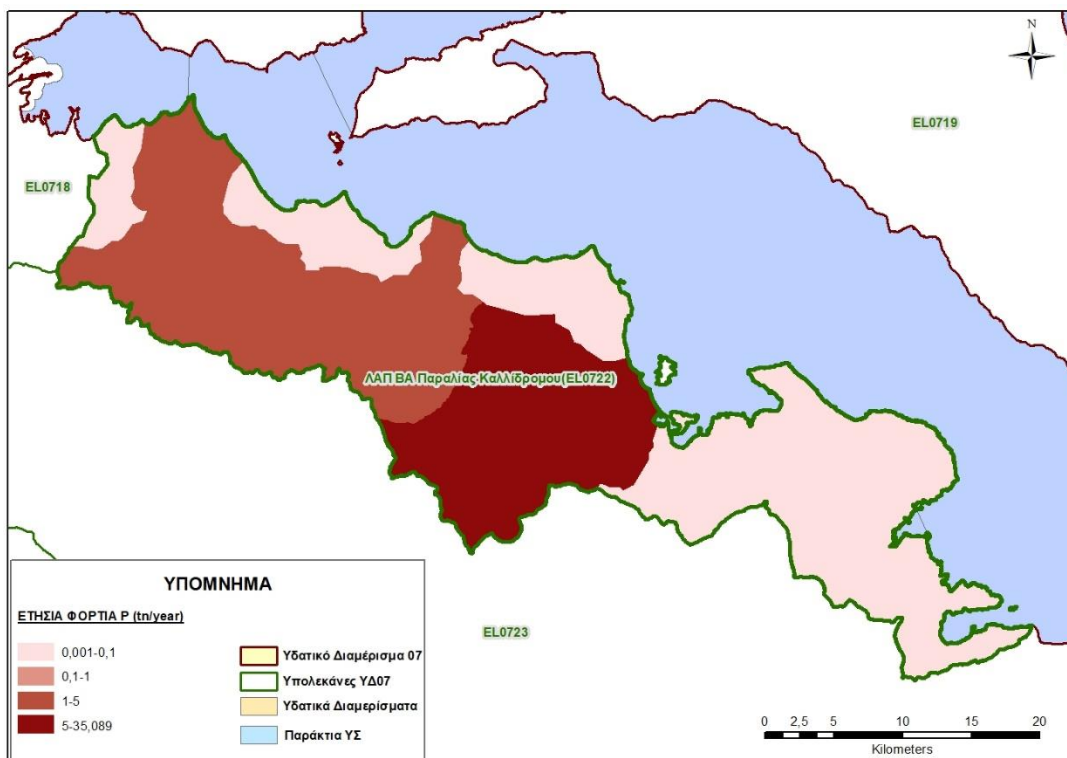 N
EL0719
EL0718
ΛΑΠ ΒΑ Παραλίας Καλλίδρομου(EL0722)
EL0723
ΥΠΟΜΝΗΜΑ
ΕΤΗΣΙΑ ΦΟΡΤΙΑ P (tn/year)
0,001-0,1
0,1-1
1-5
5-35,089
Υδατικό Διαμέρισμα 07
Υπολεκάνες ΥΔ07
Υδατικά Διαμερίσματα
Παράκτια ΥΣ
0 2,5 5 10 15 20
Kilometers